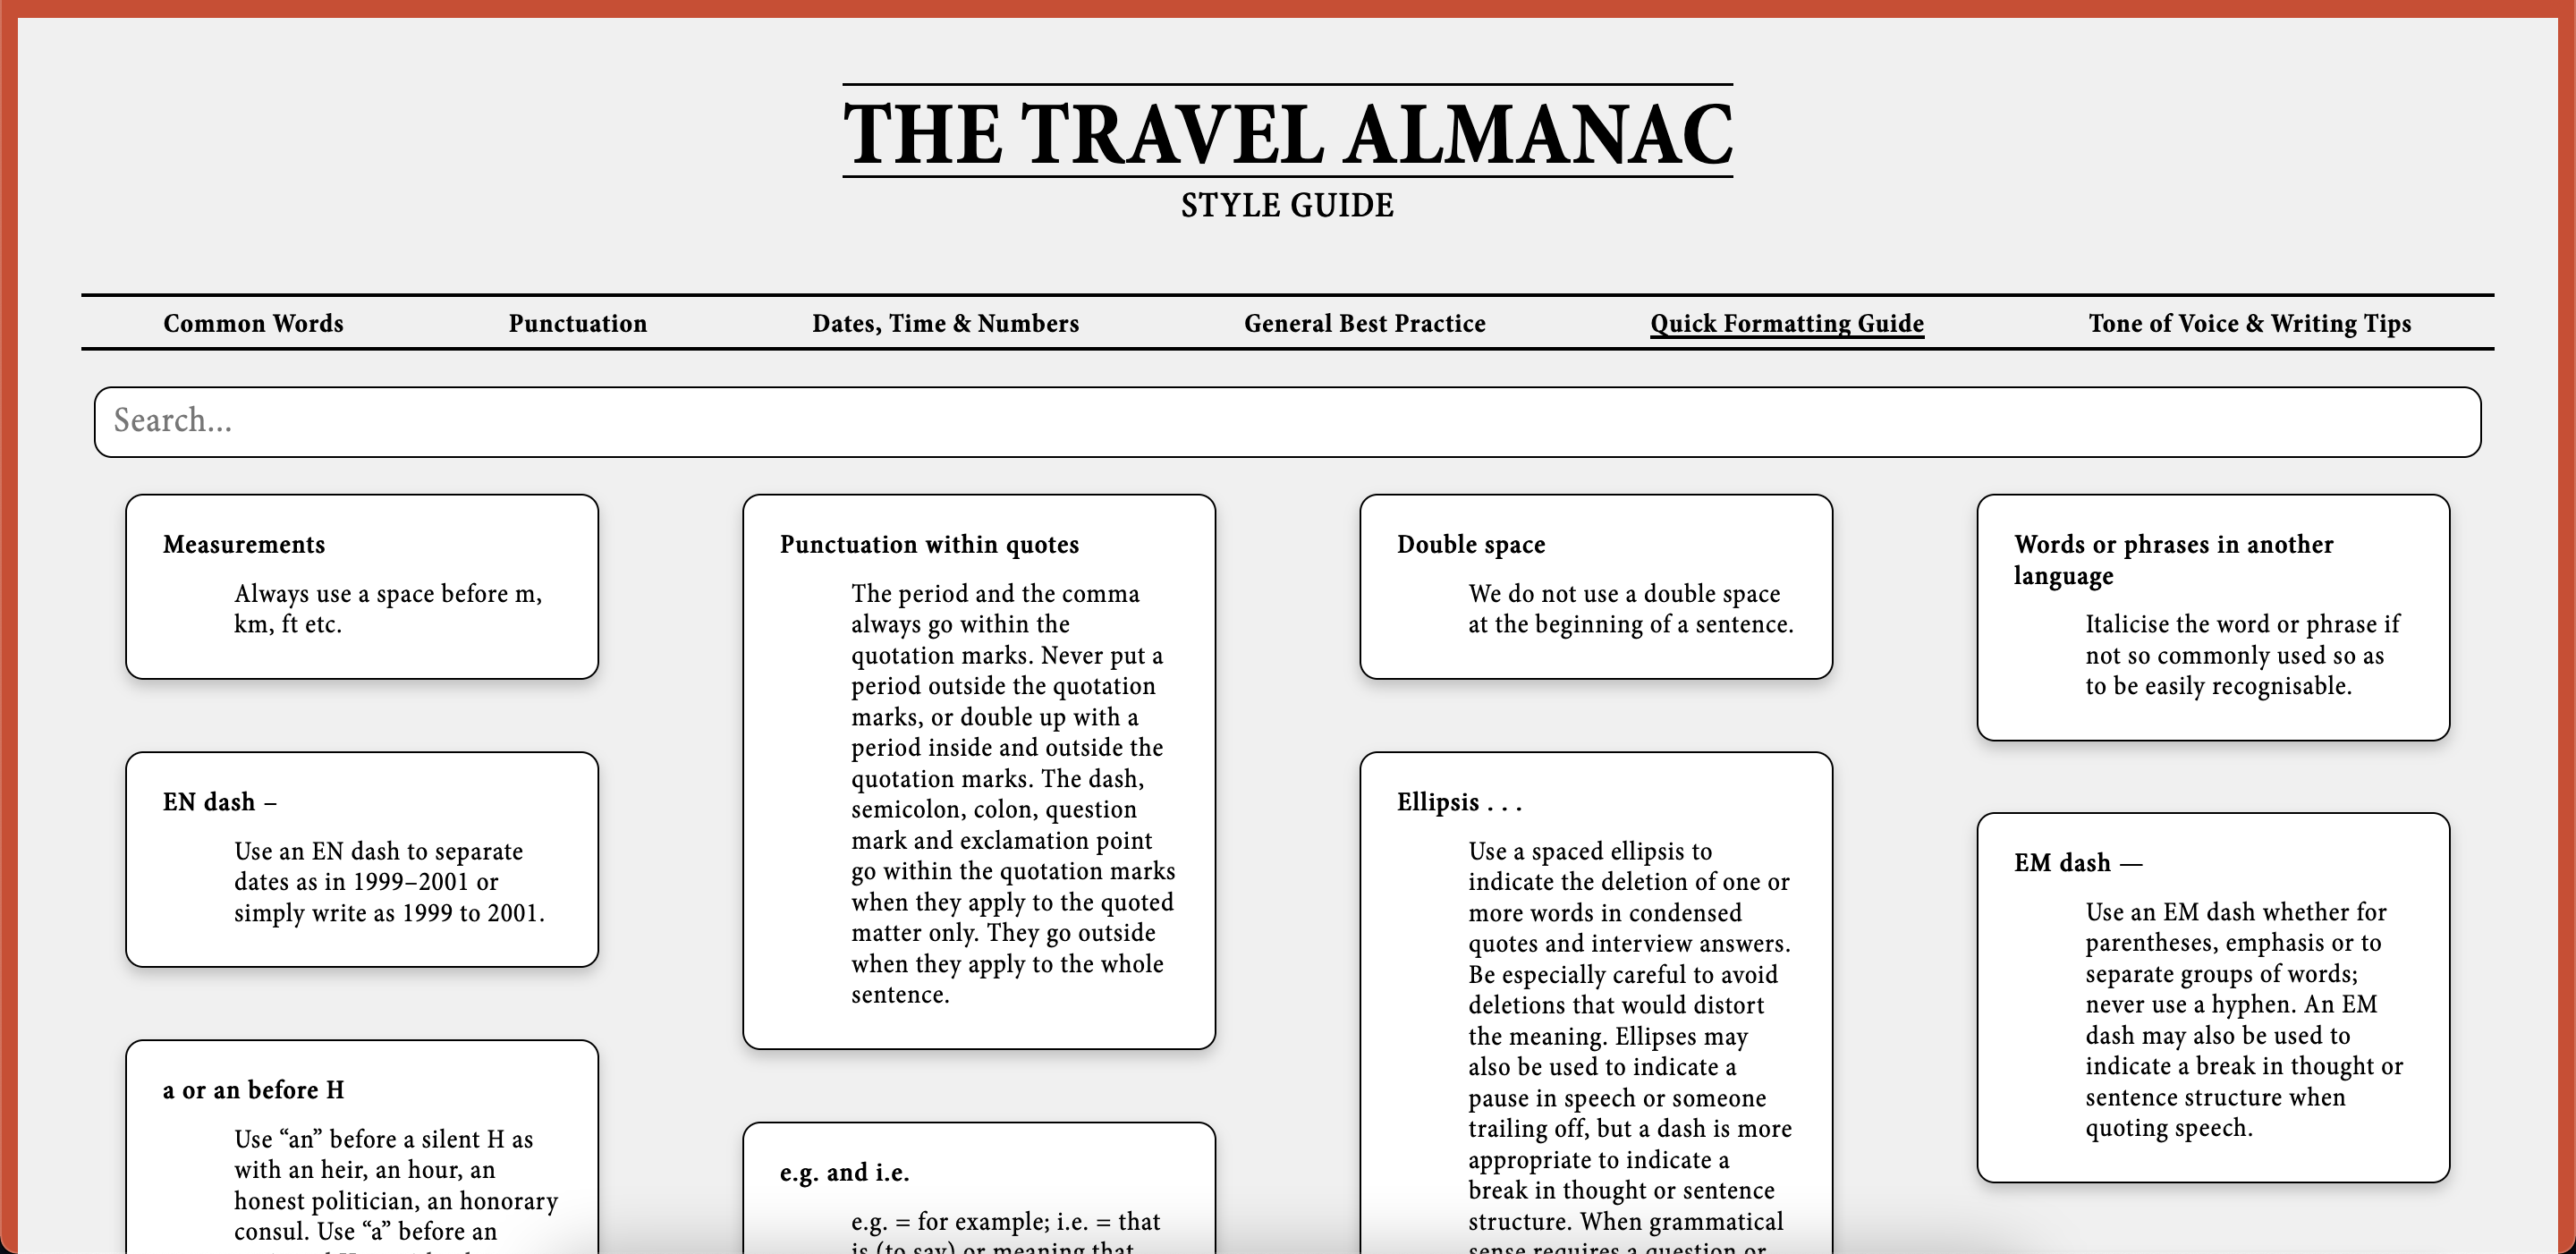 THE TRAVEL ALMANAC
STYLE GUIDE
Common Words
Punctuation
Dates, Time & Numbers
General Best Practice
Quick Formatting Guide
Tone of Voice & Writing Tips
Search...
Measurements
Always use a space before m,
km, ft etc.
EN dash –
Use an EN dash to separate
dates as in 1999–2001 or
simply write as 1999 to 2001.
a or an before H
Use “an” before a silent H as
with an heir, an hour, an
honest politician, an honorary
consul. Use “a” before an
Punctuation within quotes
The period and the comma
always go within the
quotation marks. Never put a
period outside the quotation
marks, or double up with a
period inside and outside the
quotation marks. The dash,
semicolon, colon, question
mark and exclamation point
go within the quotation marks
when they apply to the quoted
matter only. They go outside
when they apply to the whole
sentence.
e.g. and i.e.
e.g. = for example; i.e. = that
is (to say) or meaning that
Double space
We do not use a double space
at the beginning of a sentence.
Ellipsis . . .
Use a spaced ellipsis to
indicate the deletion of one or
more words in condensed
quotes and interview answers.
Be especially careful to avoid
deletions that would distort
the meaning. Ellipses may
also be used to indicate a
pause in speech or someone
trailing off, but a dash is more
appropriate to indicate a
break in thought or sentence
structure. When grammatical
sense requires a question or
Words or phrases in another
language
Italicise the word or phrase if
not so commonly used so as
to be easily recognisable.
EM dash —
Use an EM dash whether for
parentheses, emphasis or to
separate groups of words;
never use a hyphen. An EM
dash may also be used to
indicate a break in thought or
sentence structure when
quoting speech.